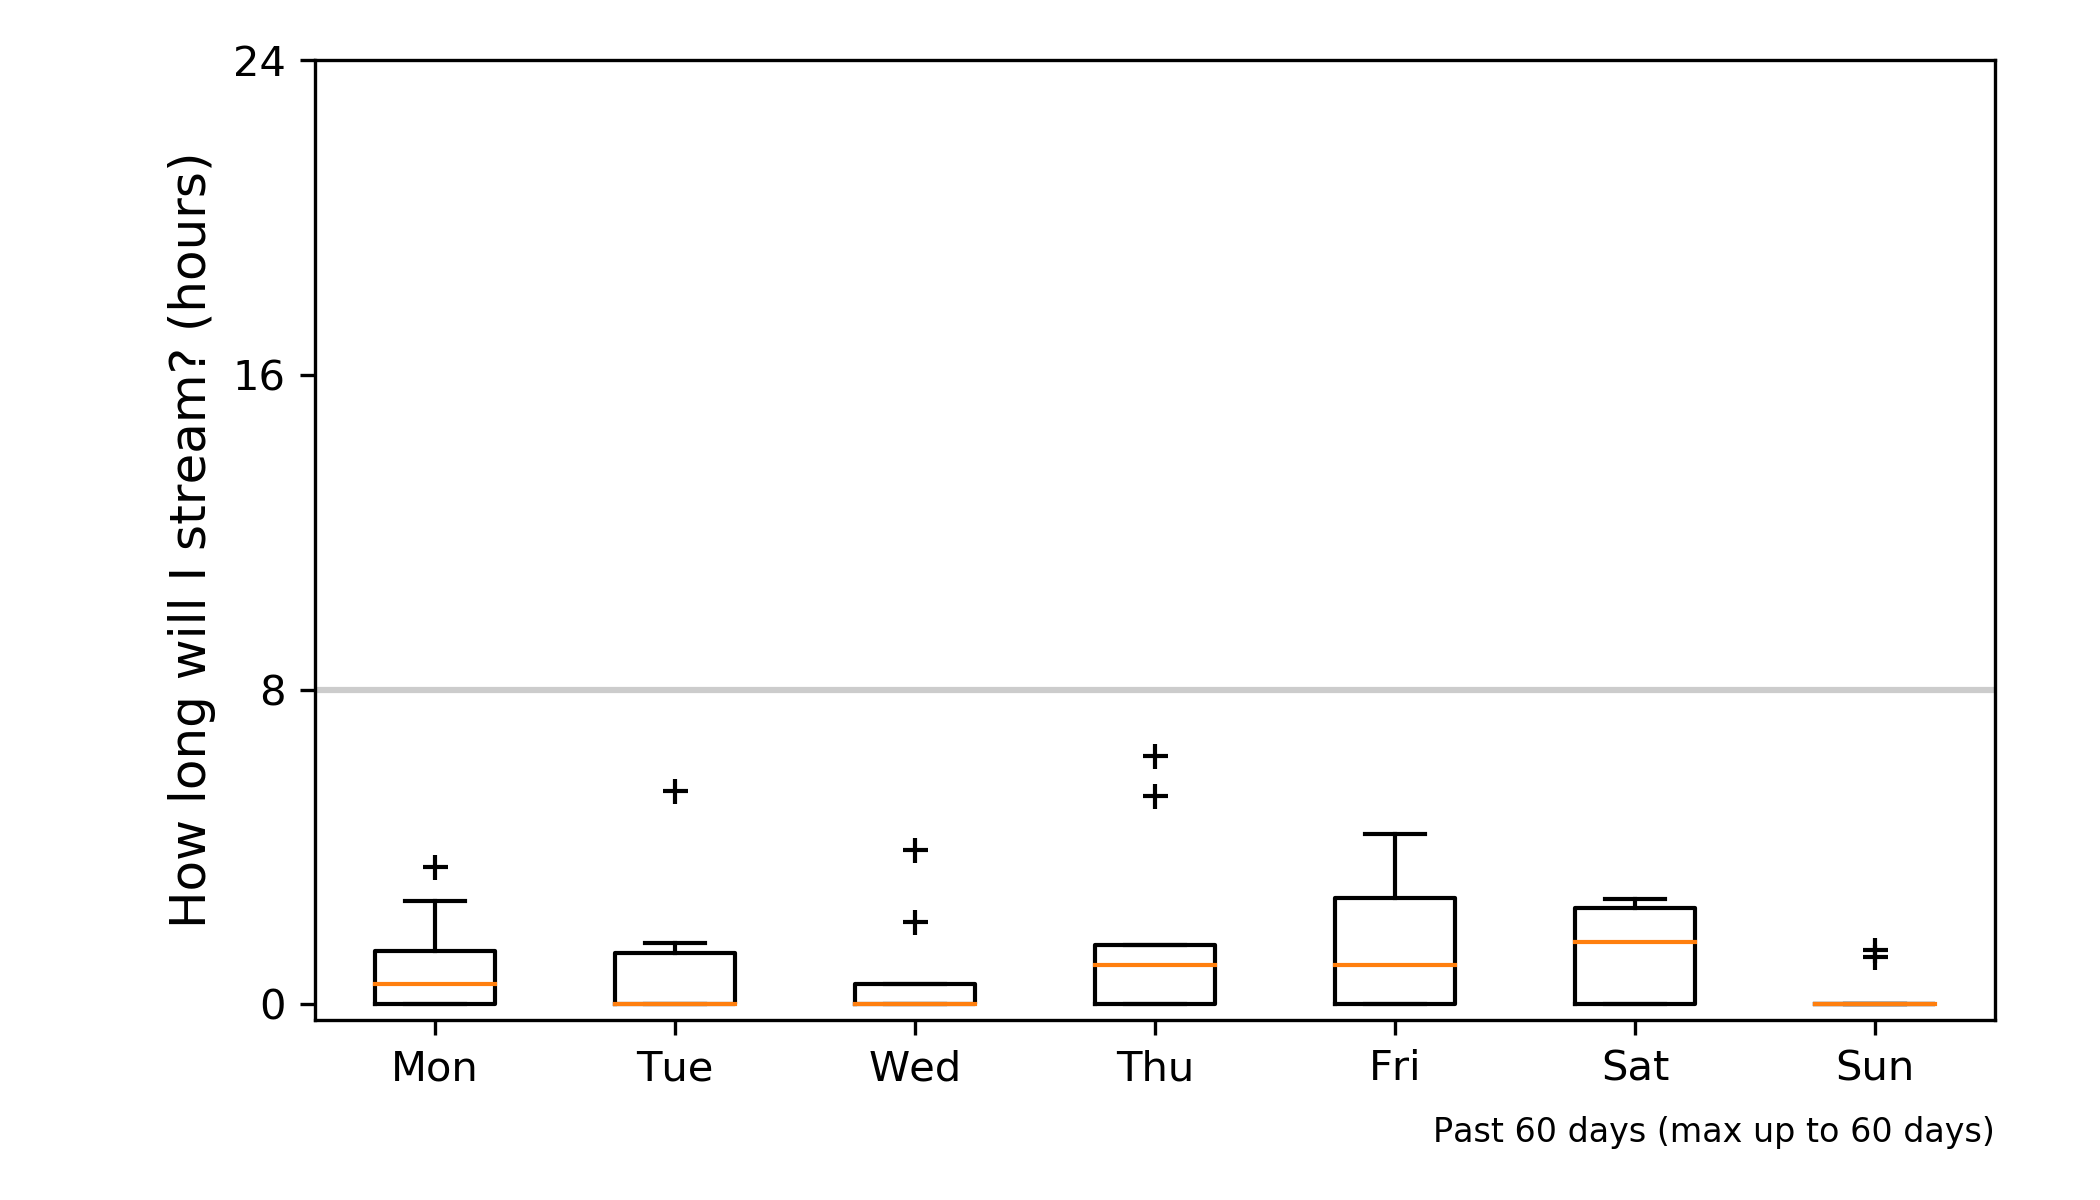 How long will I stream? (hours)
24
16
8
0
Mon Tue Wed Thu Fri Sat Sun
Past 60 days (max up to 60 days)